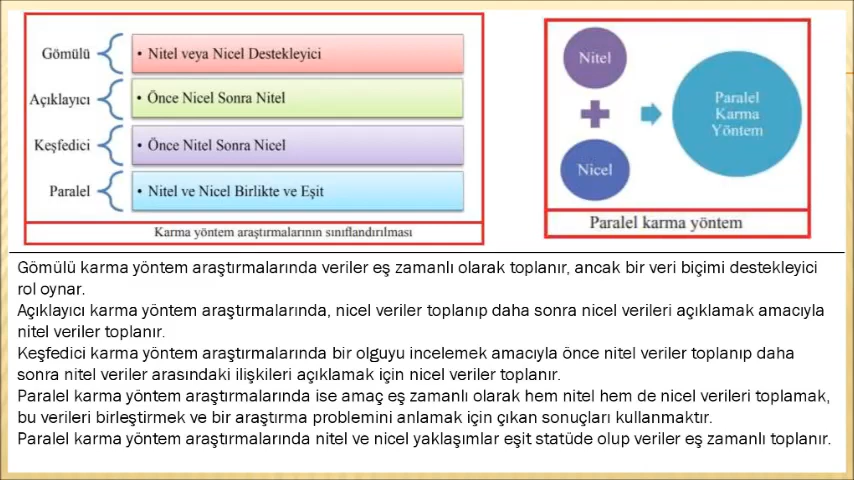 Gömülü
• Nitel veya Nicel Destekleyici
Açıklayıcı
• Önce Nicel Sonra Nitel
Keşfedici
• Önce Nitel Sonra Nicel
Paralel
• Nitel ve Nicel Birlikte ve Eşit
Karma yöntem araştırmalarının sınıflandırılması
Nitel
Nicel
Paralel
Karma
Yöntem
Paralel karma yöntem
Gömülü karma yöntem araştırmalarında veriler eş zamanlı olarak toplanır, ancak bir veri biçimi destekleyici
rol oynar.
Açıklayıcı karma yöntem araştırmalarında, nicel veriler toplanıp daha sonra nicel verileri açıklamak amacıyla
nitel veriler toplanır.
Keşfedici karma yöntem araştırmalarında bir olguyu incelemek amacıyla önce nitel veriler toplanıp daha
sonra nitel veriler arasındaki ilişkileri açıklamak için nicel veriler toplanır.
Paralel karma yöntem araştırmalarında ise amaç eş zamanlı olarak hem nitel hem de nicel verileri toplamak,
bu verileri birleştirmek ve bir araştırma problemini anlamak için çıkan sonuçları kullanmaktır.
Paralel karma yöntem araştırmalarında nitel ve nicel yaklaşımlar eşit statüde olup veriler eş zamanlı toplanır.